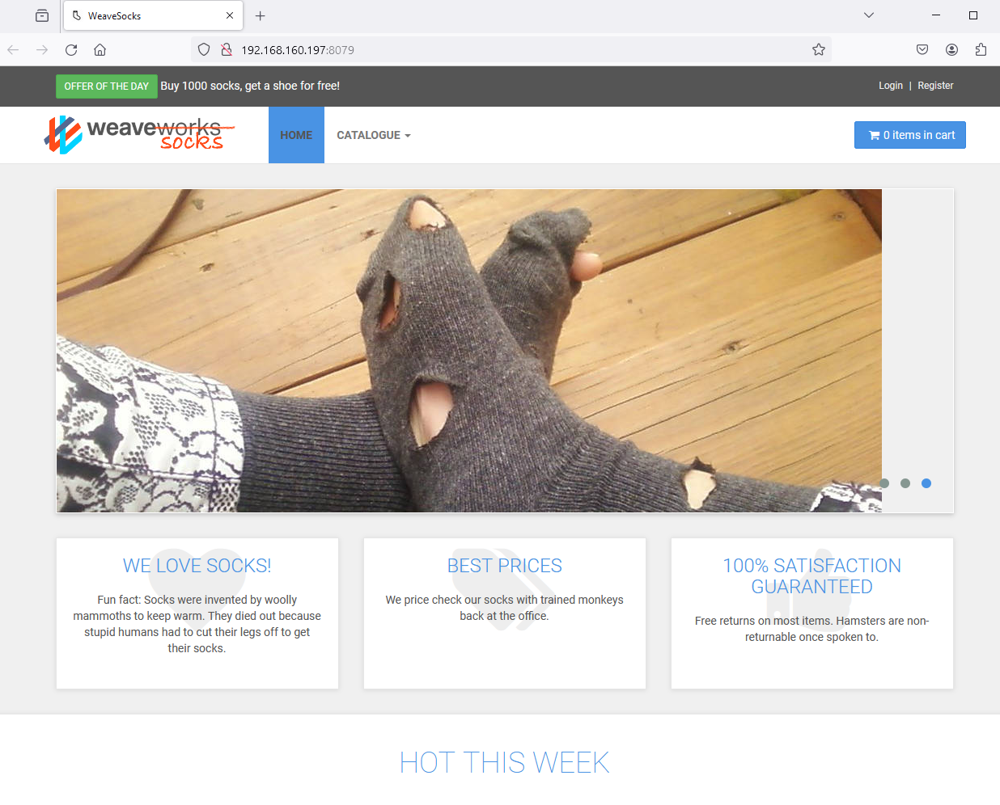 WeaveSocks
192.168.160.197:8079
OFFER OF THE DAY Buy 1000 socks, get a shoe for free!
Login | Register
weaveworks
socks
HOME
CATALOGUE
0 items in cart
WE LOVE SOCKS!
Fun fact: Socks were invented by woolly
mammoths to keep warm. They died out because
stupid humans had to cut their legs off to get
their socks.
BEST PRICES
We price check our socks with trained monkeys
back at the office.
100% SATISFACTION
GUARANTEED
Free returns on most items. Hamsters are non-
returnable once spoken to.
HOT THIS WEEK